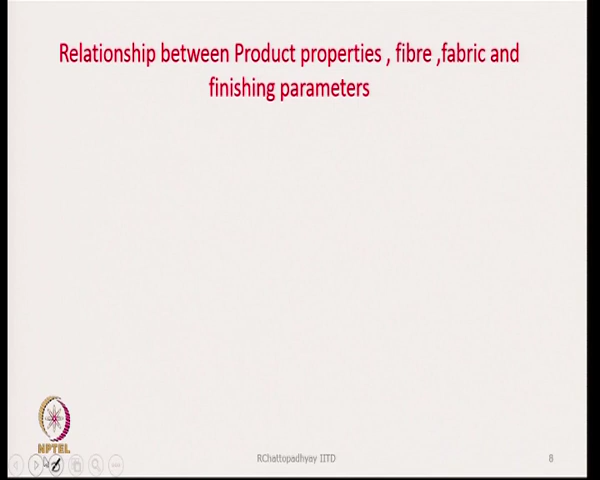 Relationship between Product properties , fibre ,fabric and
finishing parameters
NPTEL
RChattopadhyay IITD
8